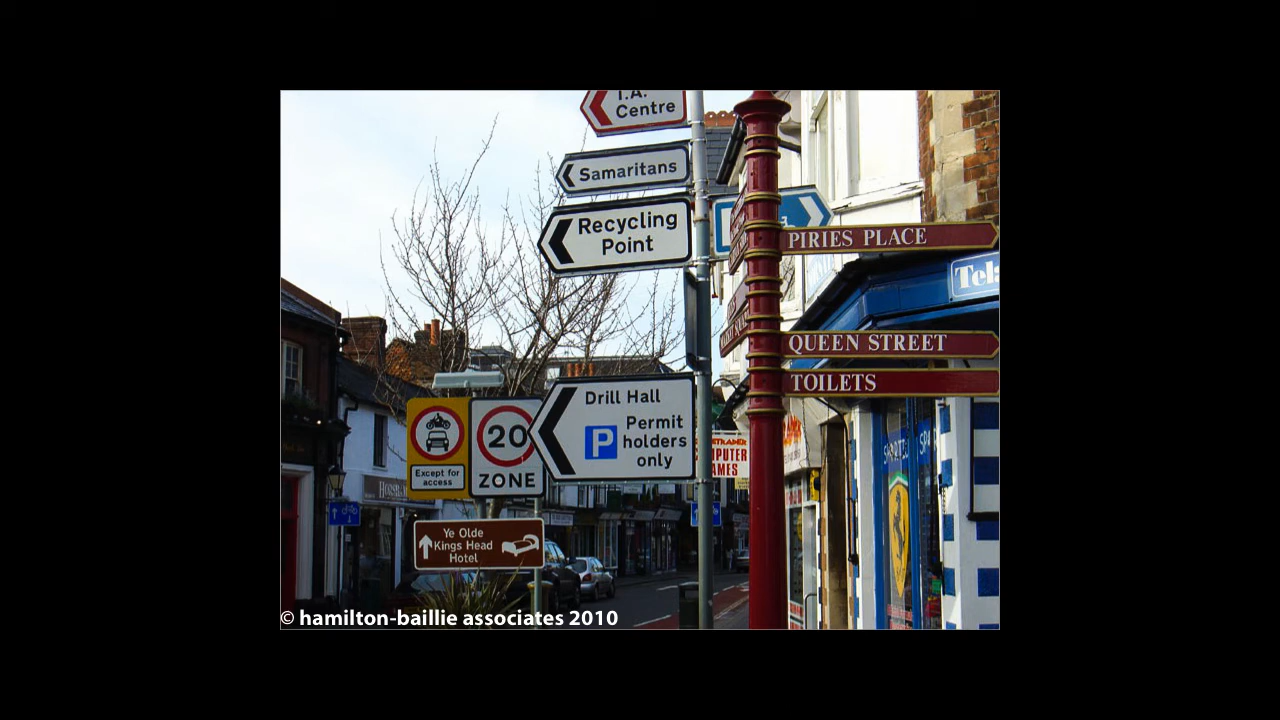 T.A.
Centre
Samaritans
Recycling
Point
PIRIES PLACE
Tel
QUEEN STREET
TOILETS
Drill Hall
P
Permit
holders
only
20
ZONE
Except for
access
Ye Olde
Kings Head
Hotel
© hamilton-baillie associates 2010